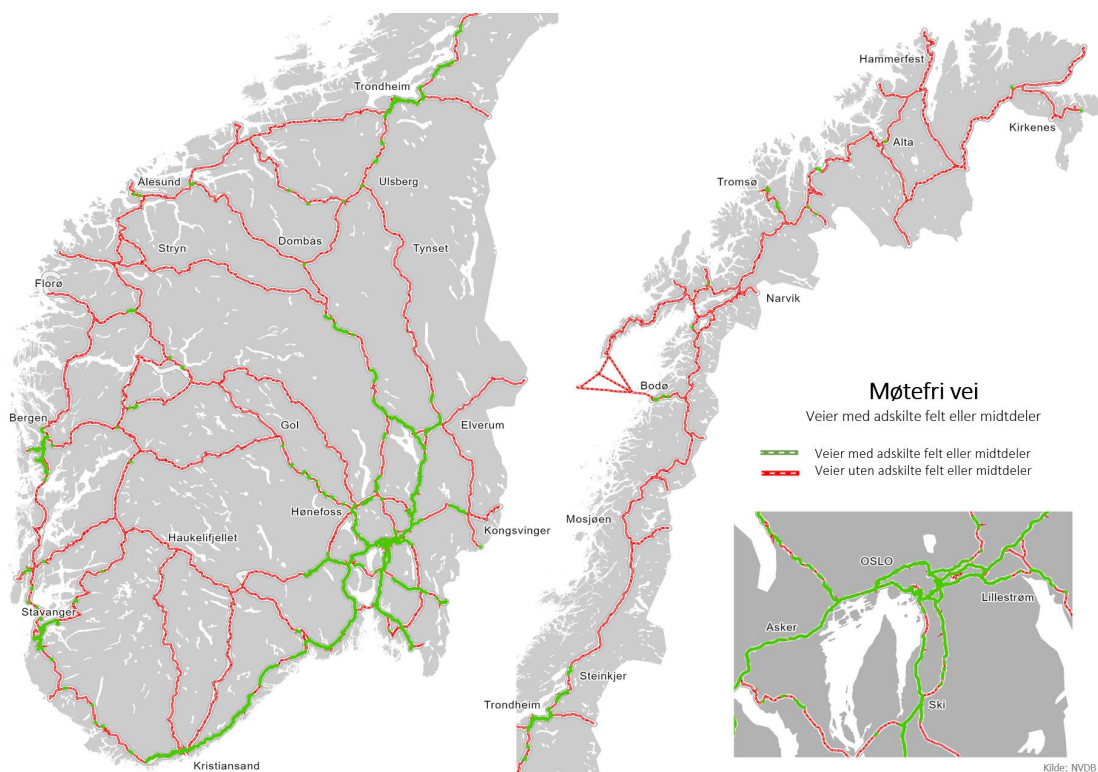 Trondheim
Ålesund
Ulsberg
Stryn
Dombås
Tynset
Florø
Bergen
Gol
Elverum
Hønefoss
Kongsvinger
Haukelifjellet
Stavanger
Kristiansand
Hammerfest
Kirkenes
Alta
Tromsø
Narvik
Bodø
Mosjøen
Steinkjer
Trondheim
Møtefri vei
Veier med adskilte felt eller midtdeler
Veier med adskilte felt eller midtdeler
Veier uten adskilte felt eller midtdeler
OSLO
Lillestrøm
Asker
Ski
Kilde: NVDB